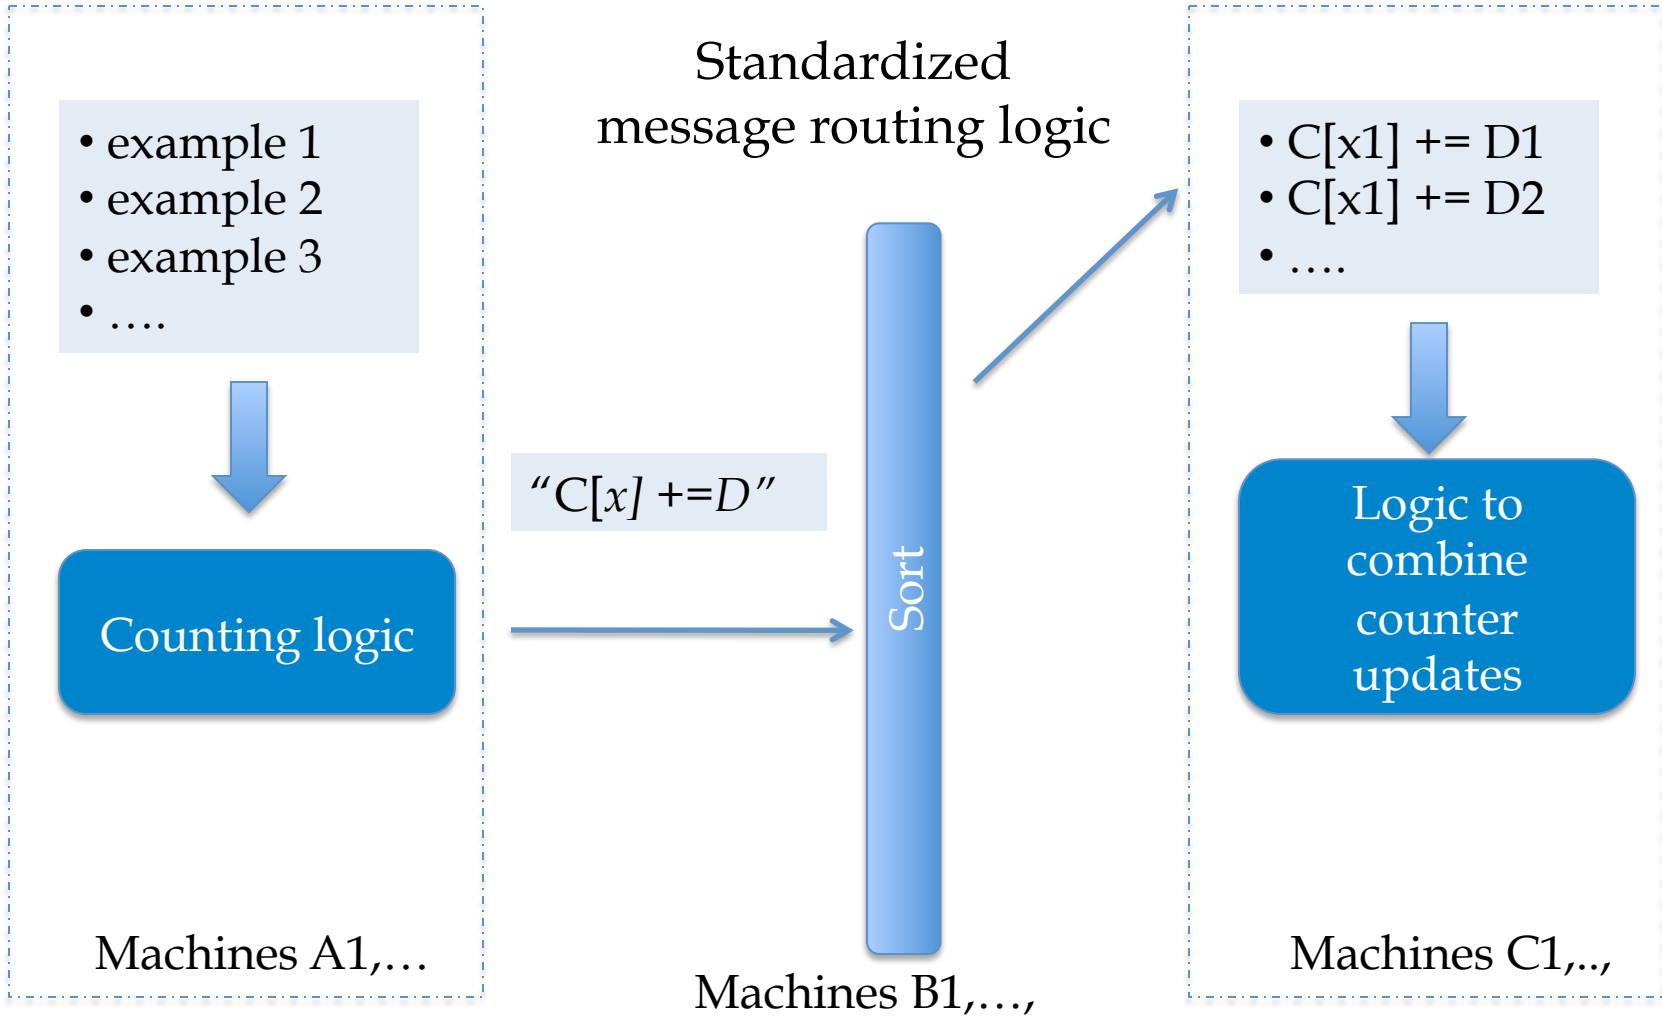 Standardized
message routing logic
• example 1
• example 2
• example 3
• ….
Counting logic
Machines A1,…
“C[x] +=D”
Sort
Machines B1,…,
• C[x1] += D1
• C[x1] += D2
• ….
Logic to
combine
counter
updates
Machines C1,..,